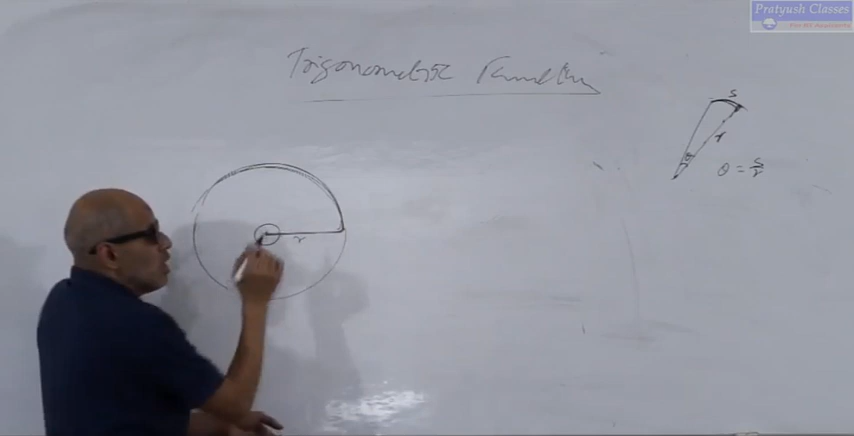 Pratyush Classes
Trigonometric Function
s
r
θ
θ = s/r
r